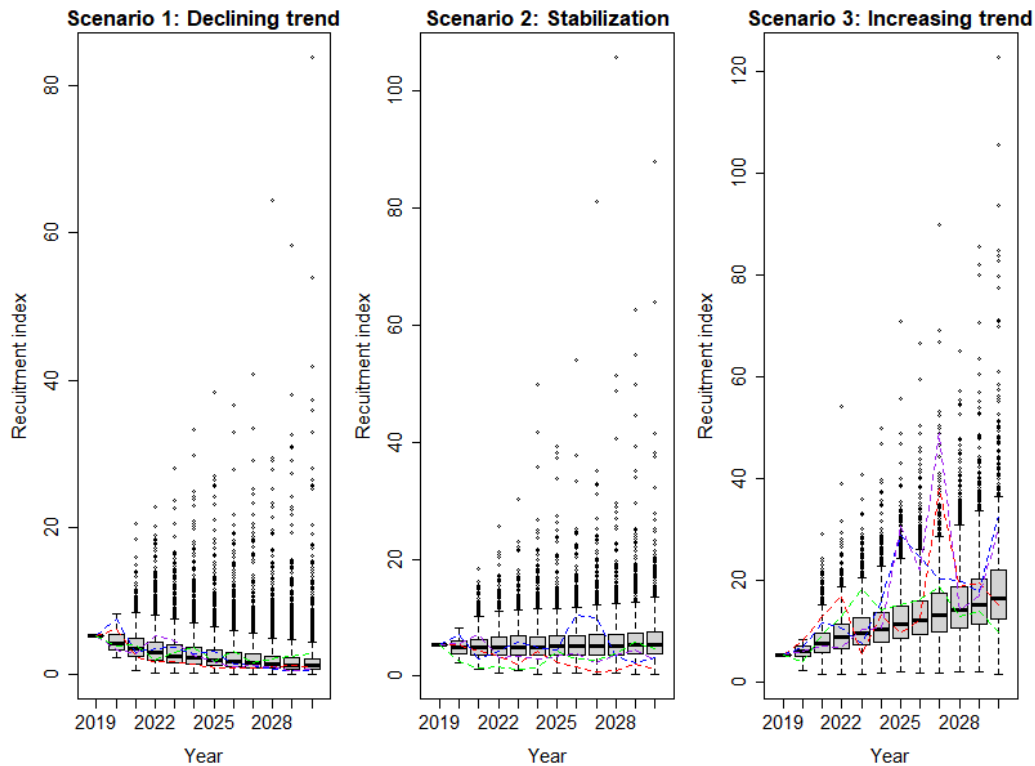 Scenario 1: Declining trend
Recuitment index
80
60
40
20
0
2019 2022 2025 2028
Year
Scenario 2: Stabilization
Recuitment index
100
80
60
40
20
0
2019 2022 2025 2028
Year
Scenario 3: Increasing trend
Recuitment index
120
100
80
60
40
20
0
2019 2022 2025 2028
Year